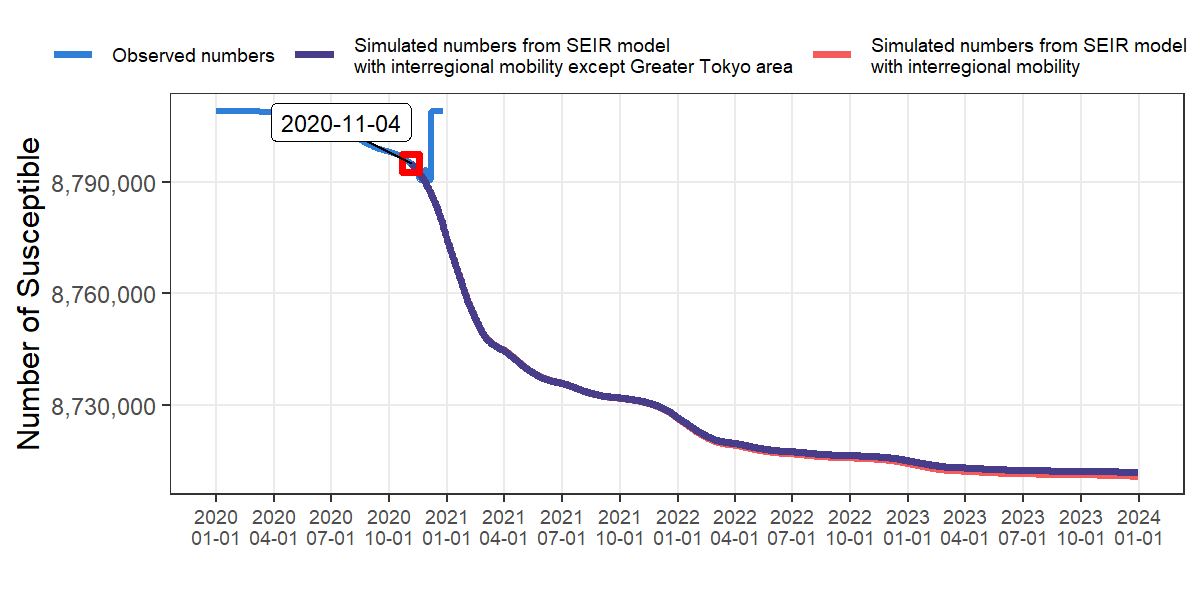 Observed numbers
Simulated numbers from SEIR model
with interregional mobility except Greater Tokyo area
Simulated numbers from SEIR model
with interregional mobility
2020-11-04
Number of Susceptible
8,790,000
8,760,000
8,730,000
2020 2020 2020 2020 2021 2021 2021 2021 2022 2022 2022 2022 2023 2023 2023 2023 2024
01-01 04-01 07-01 10-01 01-01 04-01 07-01 10-01 01-01 04-01 07-01 10-01 01-01 04-01 07-01 10-01 01-01